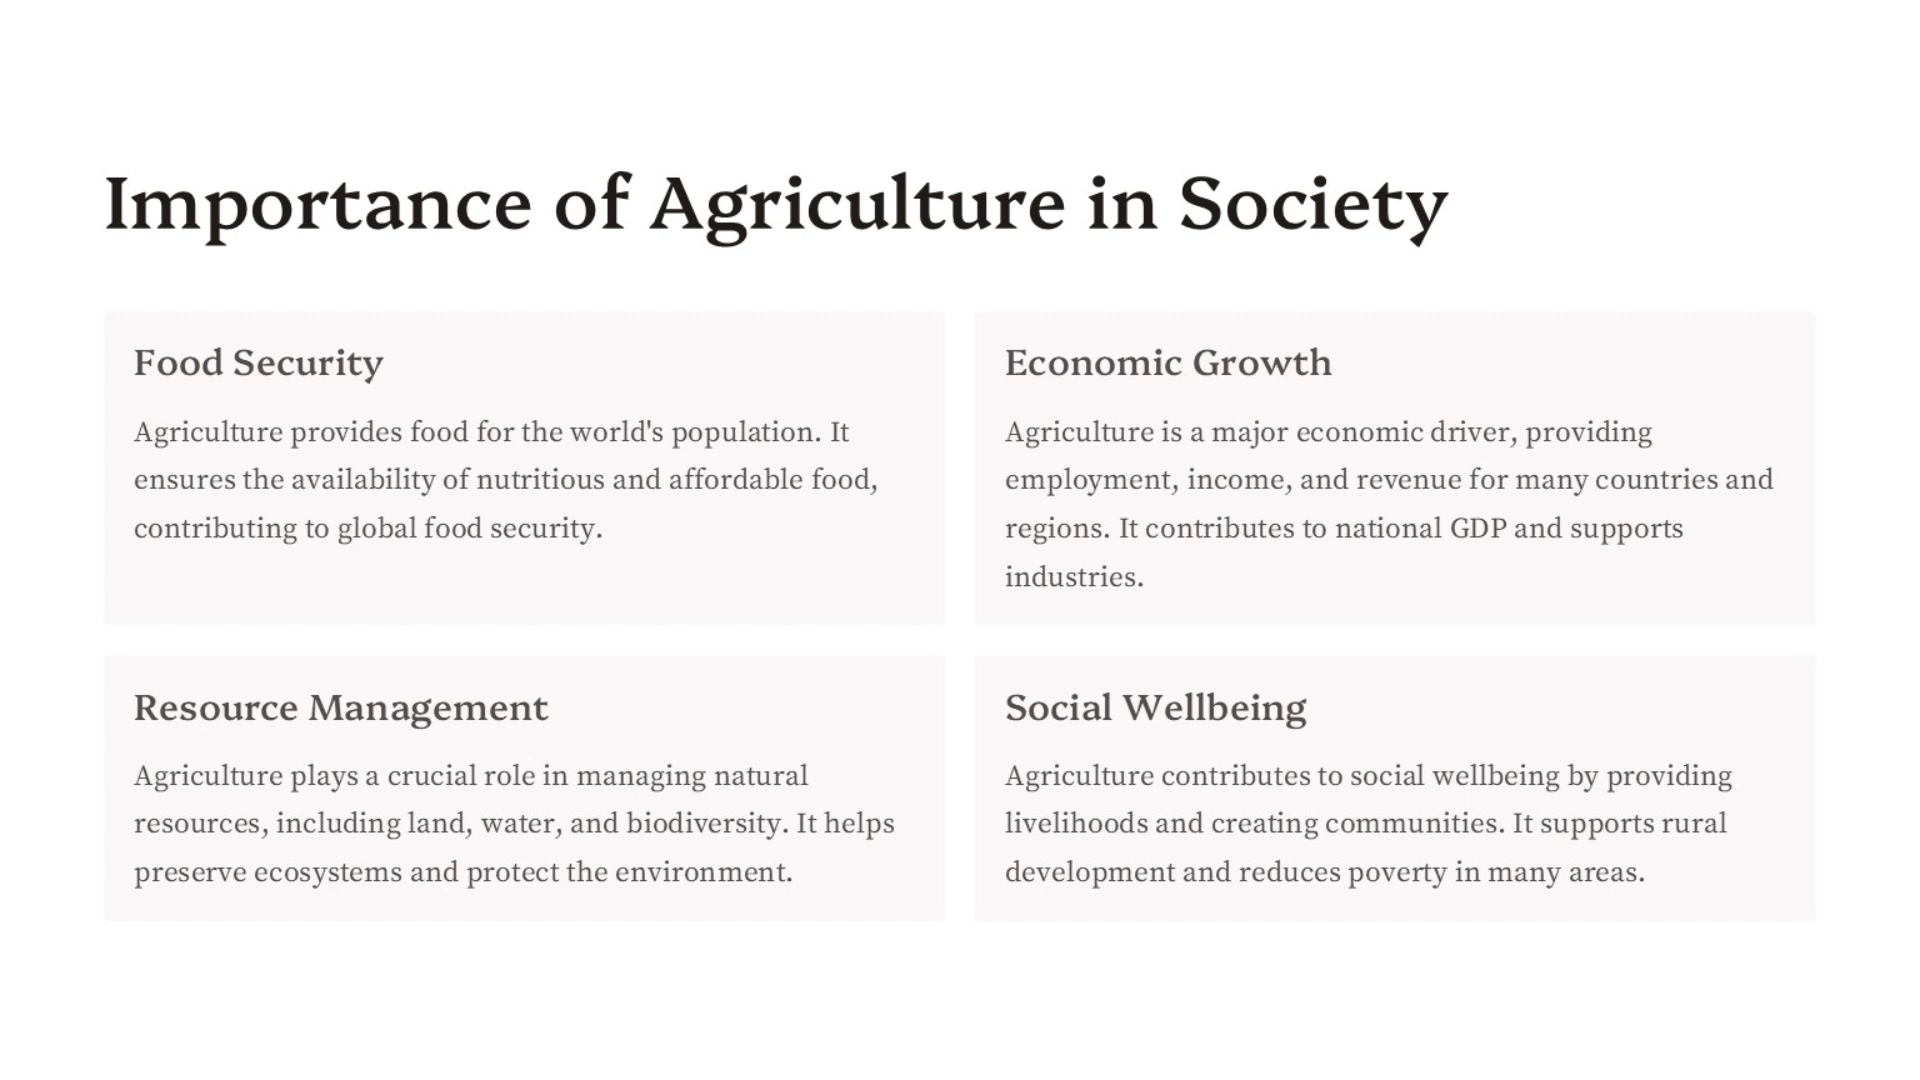 Importance of Agriculture in Society
Food Security
Agriculture provides food for the world's population. It
ensures the availability of nutritious and affordable food,
contributing to global food security.
Economic Growth
Agriculture is a major economic driver, providing
employment, income, and revenue for many countries and
regions. It contributes to national GDP and supports
industries.
Resource Management
Agriculture plays a crucial role in managing natural
resources, including land, water, and biodiversity. It helps
preserve ecosystems and protect the environment.
Social Wellbeing
Agriculture contributes to social wellbeing by providing
livelihoods and creating communities. It supports rural
development and reduces poverty in many areas.